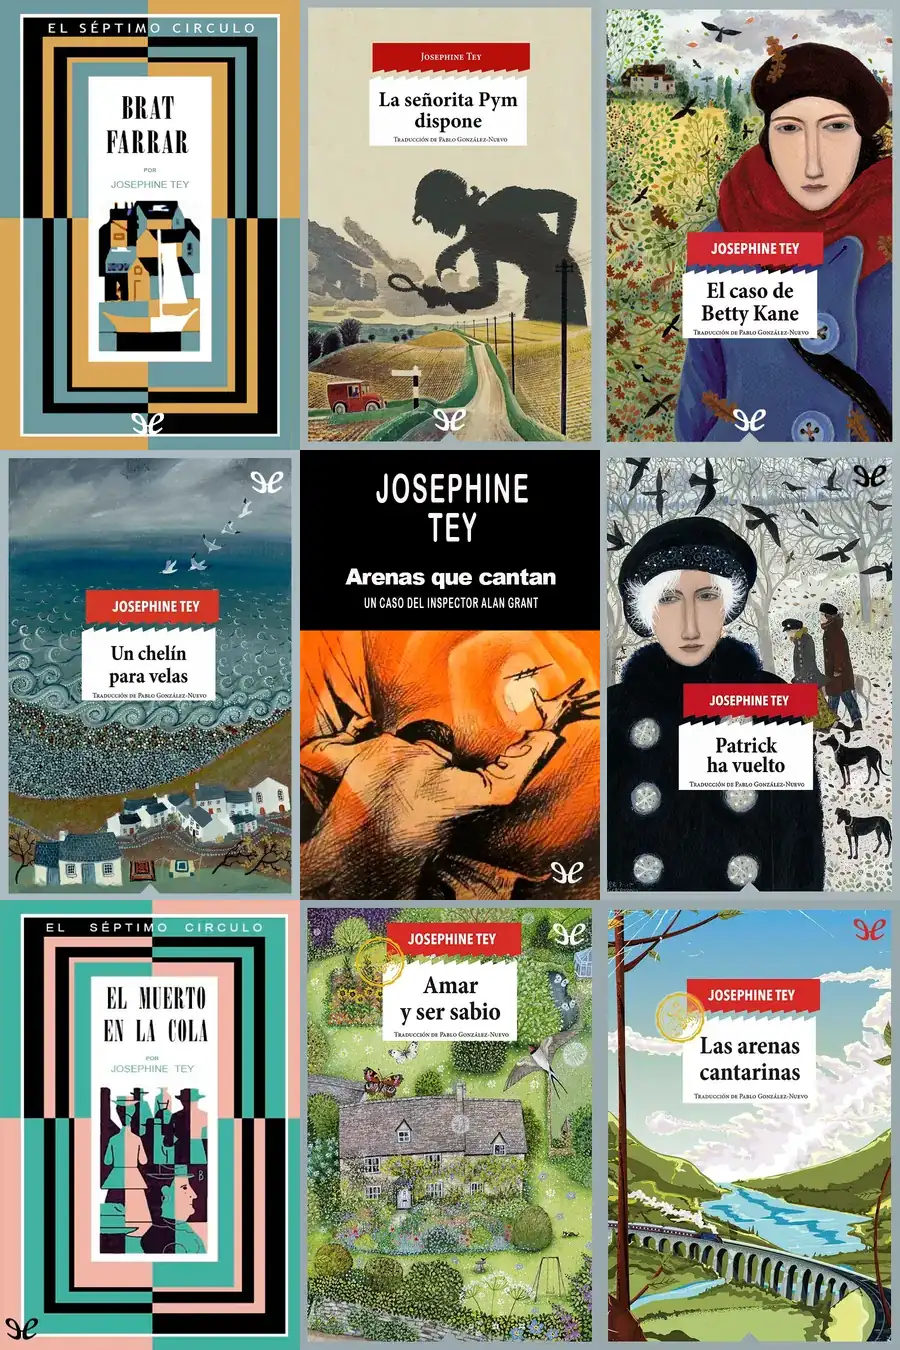 EL SÉPTIMO CIRCULO
BRAT
FARRAR
POR
JOSEPHINE TEY
JOSEPHINE TEY
La señorita Pym
dispone
TRADUCCIÓN DE PABLO GONZÁLEZ-NUEVO
JOSEPHINE TEY
El caso de
Betty Kane
TRADUCCIÓN DE PABLO GONZÁLEZ-NUEVO
JOSEPHINE TEY
Un chelín
para velas
TRADUCCIÓN DE PABLO GONZÁLEZ-NUEVO
JOSEPHINE
TEY
Arenas que cantan
UN CASO DEL INSPECTOR ALAN GRANT
JOSEPHINE TEY
Patrick
ha vuelto
TRADUCCIÓN DE PABLO GONZÁLEZ-NUEVO
EL SÉPTIMO CIRCULO
EL MUERTO
EN LA COLA
POR
JOSEPHINE TEY
JOSEPHINE TEY
Amar
y ser sabio
TRADUCCIÓN DE PABLO GONZÁLEZ-NUEVO
JOSEPHINE TEY
Las arenas
cantarinas
TRADUCCIÓN DE PABLO GONZÁLEZ-NUEVO